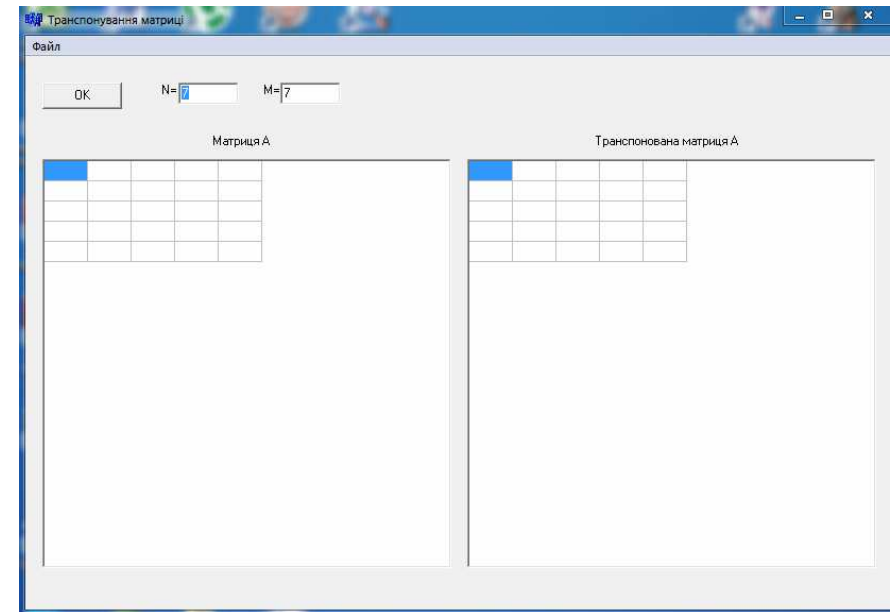 Транспонування матриці
Файл
OK N= 7 M= 7
Матриця А Транспонована матриця А